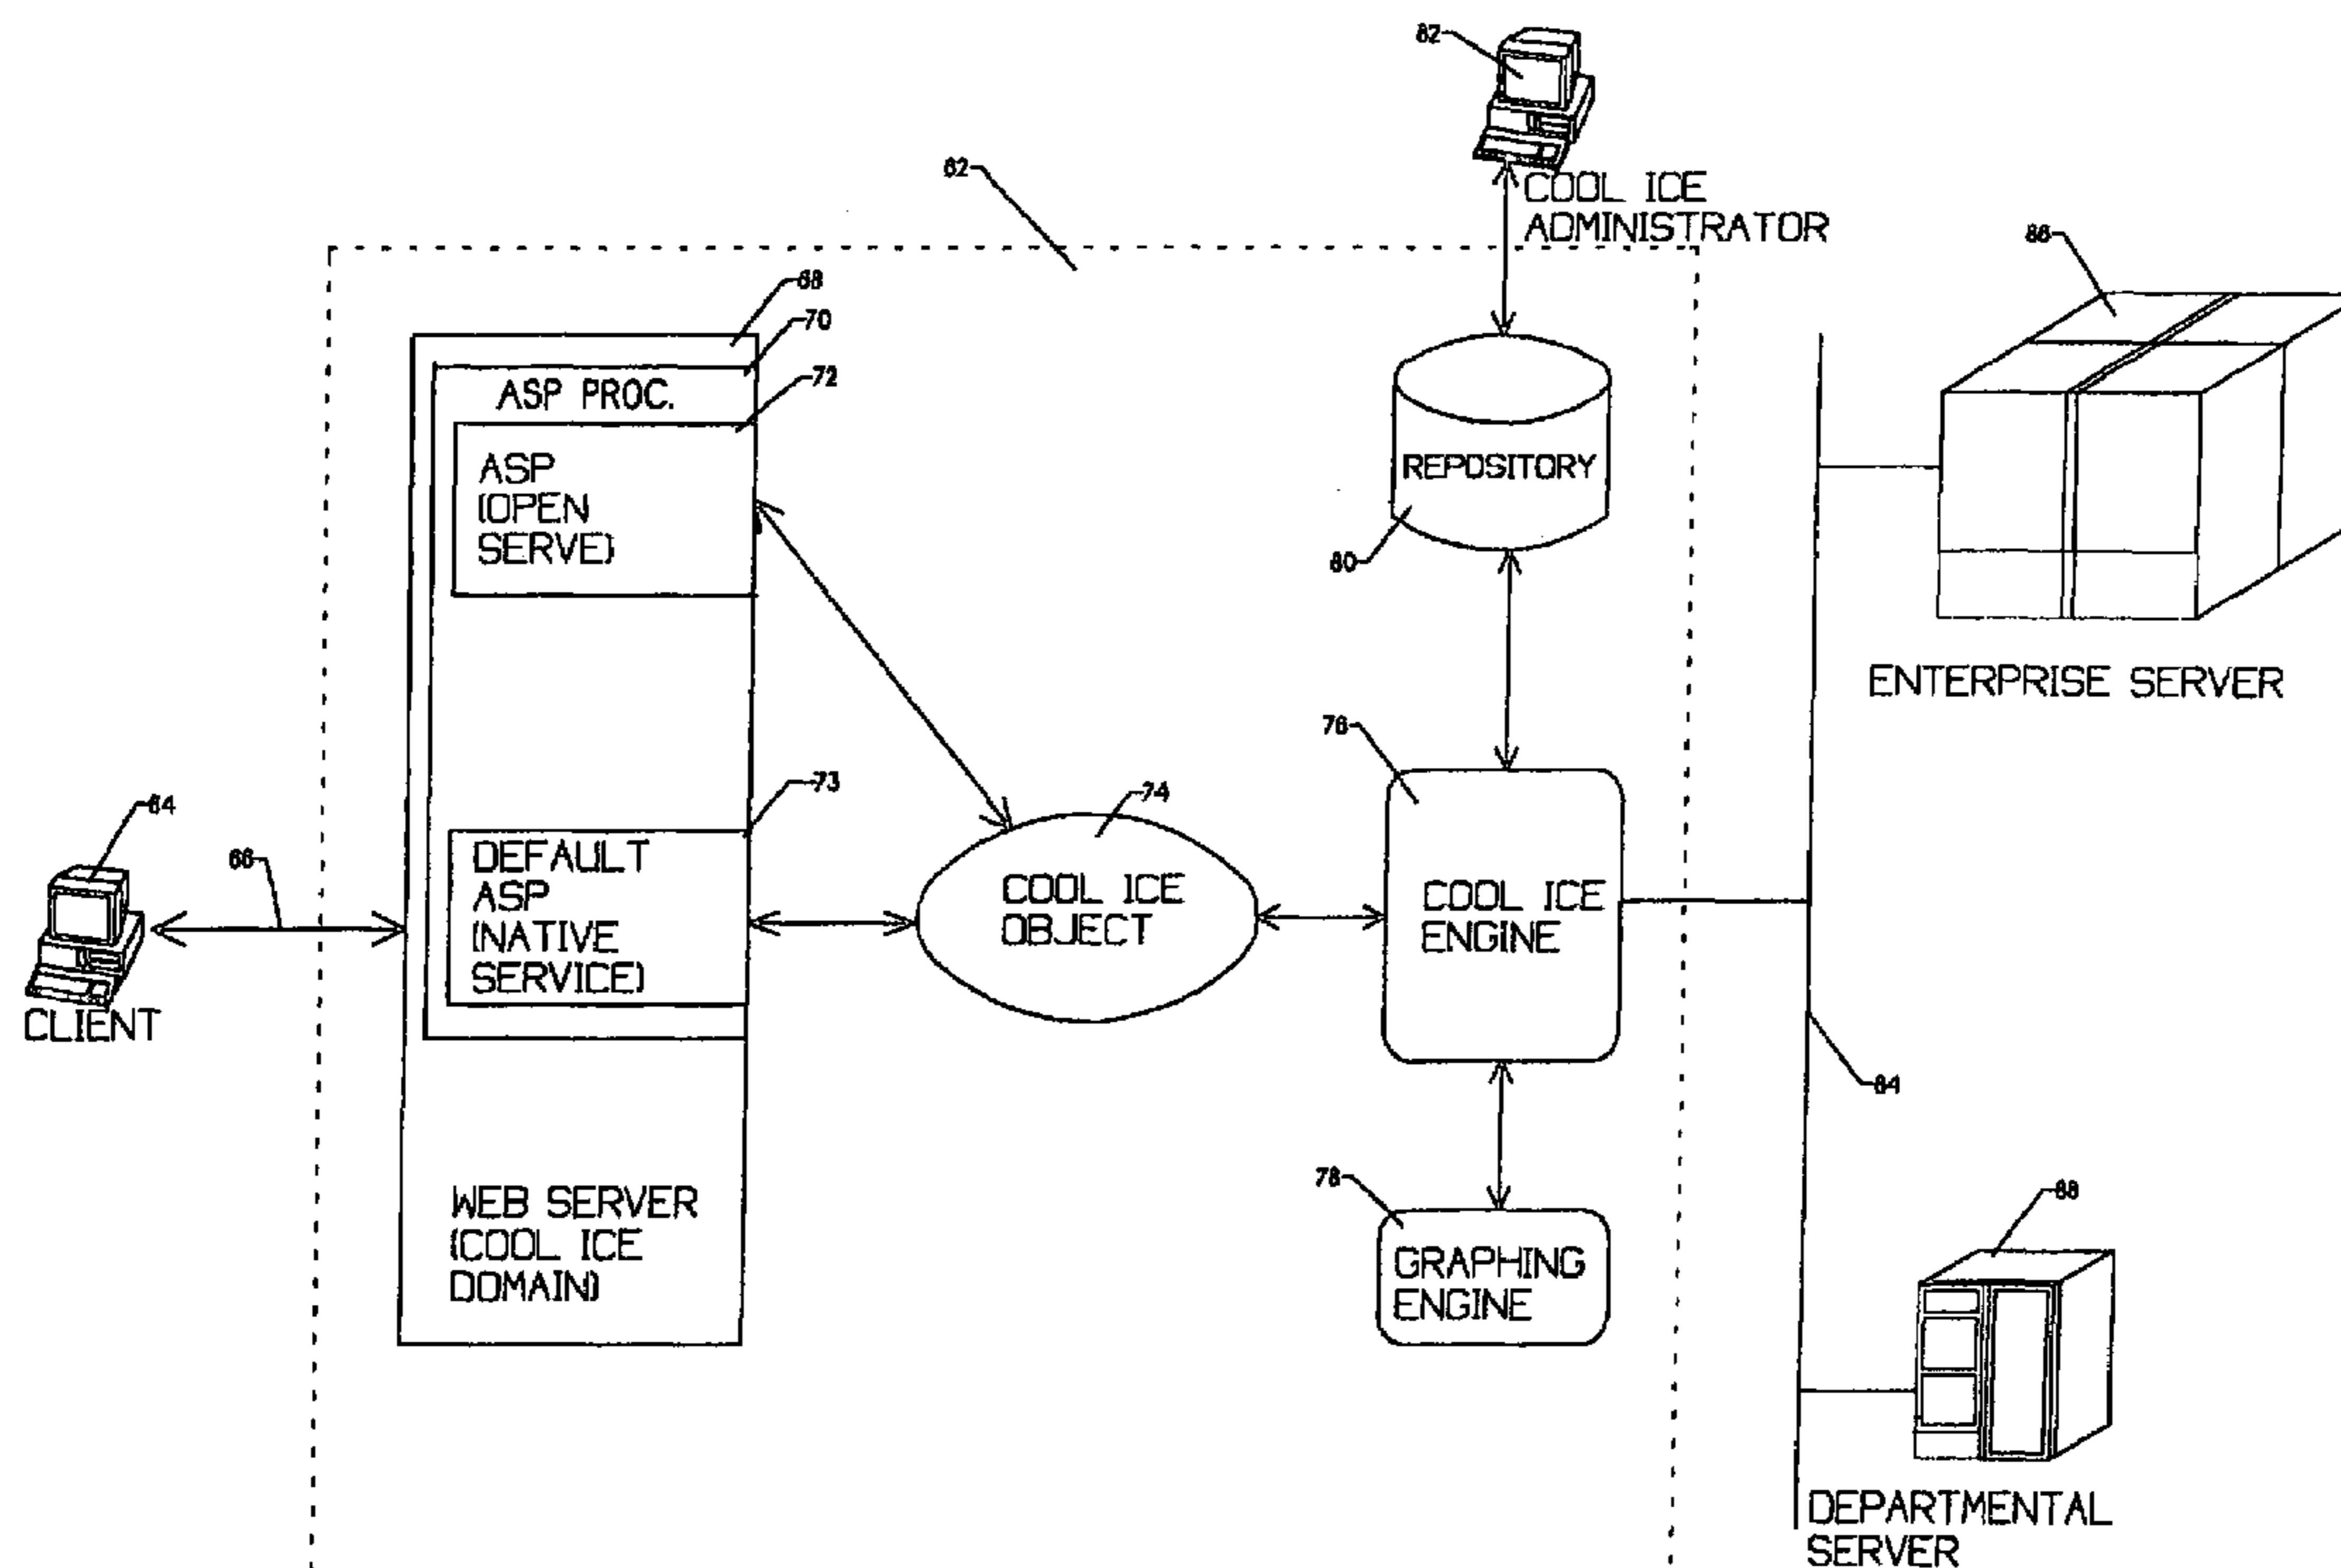 82
COOL ICE
ADMINISTRATOR
62
86
68
70
ASP PROC.
72
ASP
(OPEN
SERVE)
REPOSITORY
80
ENTERPRISE SERVER
76
73
74
64
66
DEFAULT
ASP
(NATIVE
SERVICE)
COOL ICE
OBJECT
COOL ICE
ENGINE
CLIENT
84
78
88
WEB SERVER
(COOL ICE
DOMAIN)
GRAPHING
ENGINE
DEPARTMENTAL
SERVER